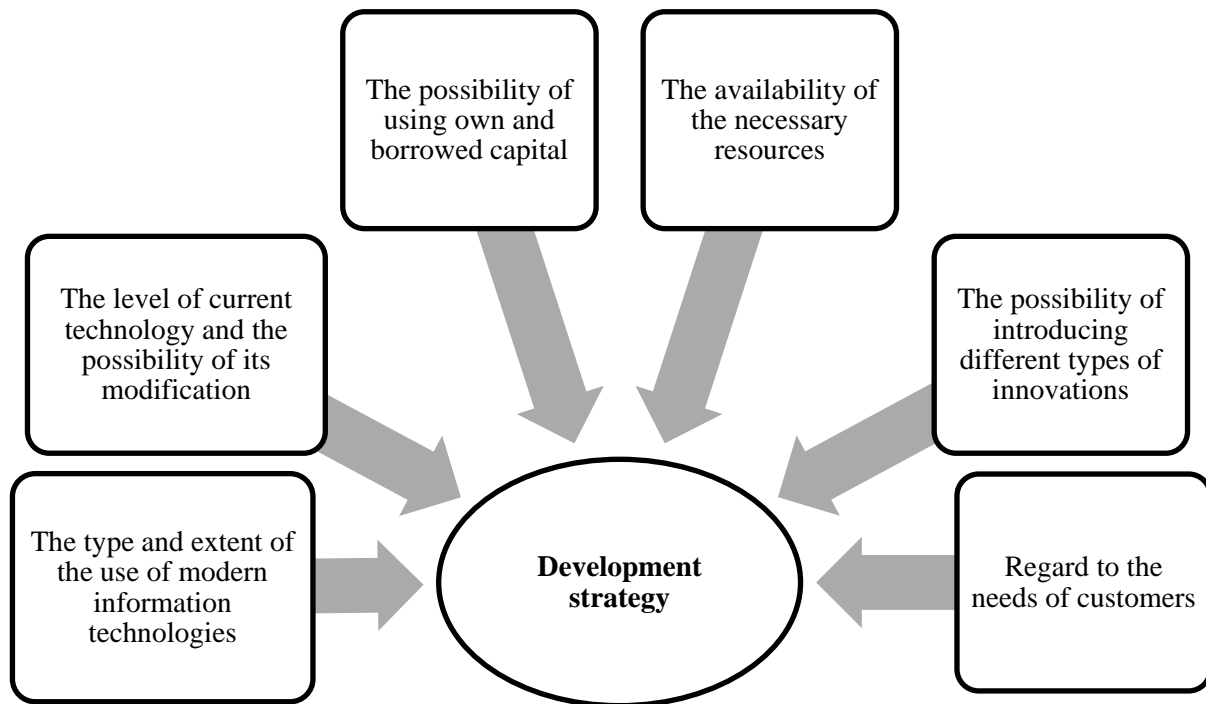 The possibility of
using own and
borrowed capital
The availability of
the necessary
resources
The level of current
technology and the
possibility of its
modification
The possibility of
introducing
different types of
innovations
The type and extent of
the use of modern
information
technologies
Development
strategy
Regard to the
needs of customers